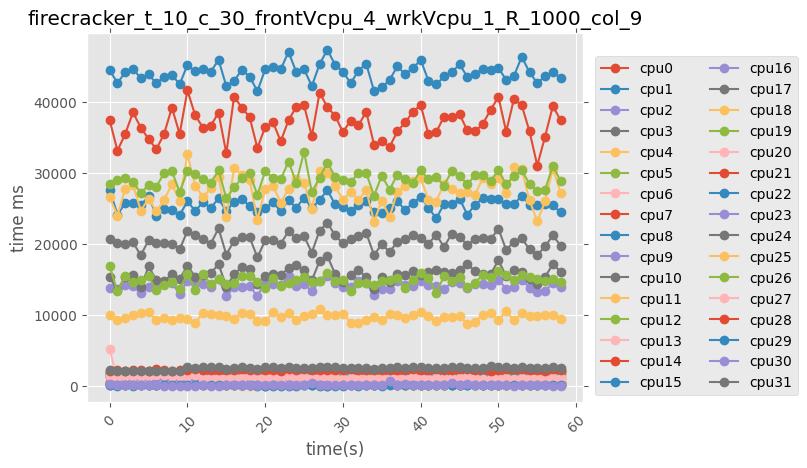 firecracker_t_10_c_30_frontVcpu_4_wrkVcpu_1_R_1000_col_9
time ms
40000
30000
20000
10000
0
0
10
20
30
40
50
60
time(s)
cpu0
cpu1
cpu2
cpu3
cpu4
cpu5
cpu6
cpu7
cpu8
cpu9
cpu10
cpu11
cpu12
cpu13
cpu14
cpu15
cpu16
cpu17
cpu18
cpu19
cpu20
cpu21
cpu22
cpu23
cpu24
cpu25
cpu26
cpu27
cpu28
cpu29
cpu30
cpu31